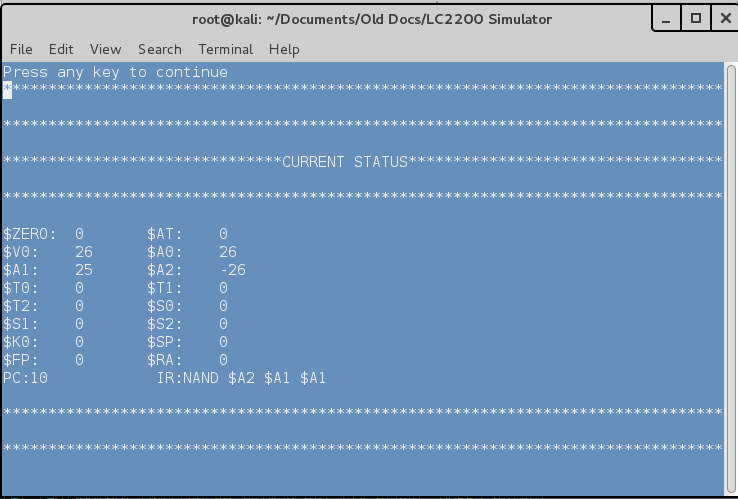 root@kali: ~/Documents/Old Docs/LC2200 Simulator
File Edit View Search Terminal Help
Press any key to continue
********************************************************************************
********************************************************************************
*******************************CURRENT STATUS***********************************
********************************************************************************
$ZERO: 0 $AT: 0
$V0: 26 $A0: 26
$A1: 25 $A2: -26
$T0: 0 $T1: 0
$T2: 0 $S0: 0
$S1: 0 $S2: 0
$K0: 0 $SP: 0
$FP: 0 $RA: 0
PC:10 IR:NAND $A2 $A1 $A1
********************************************************************************
********************************************************************************